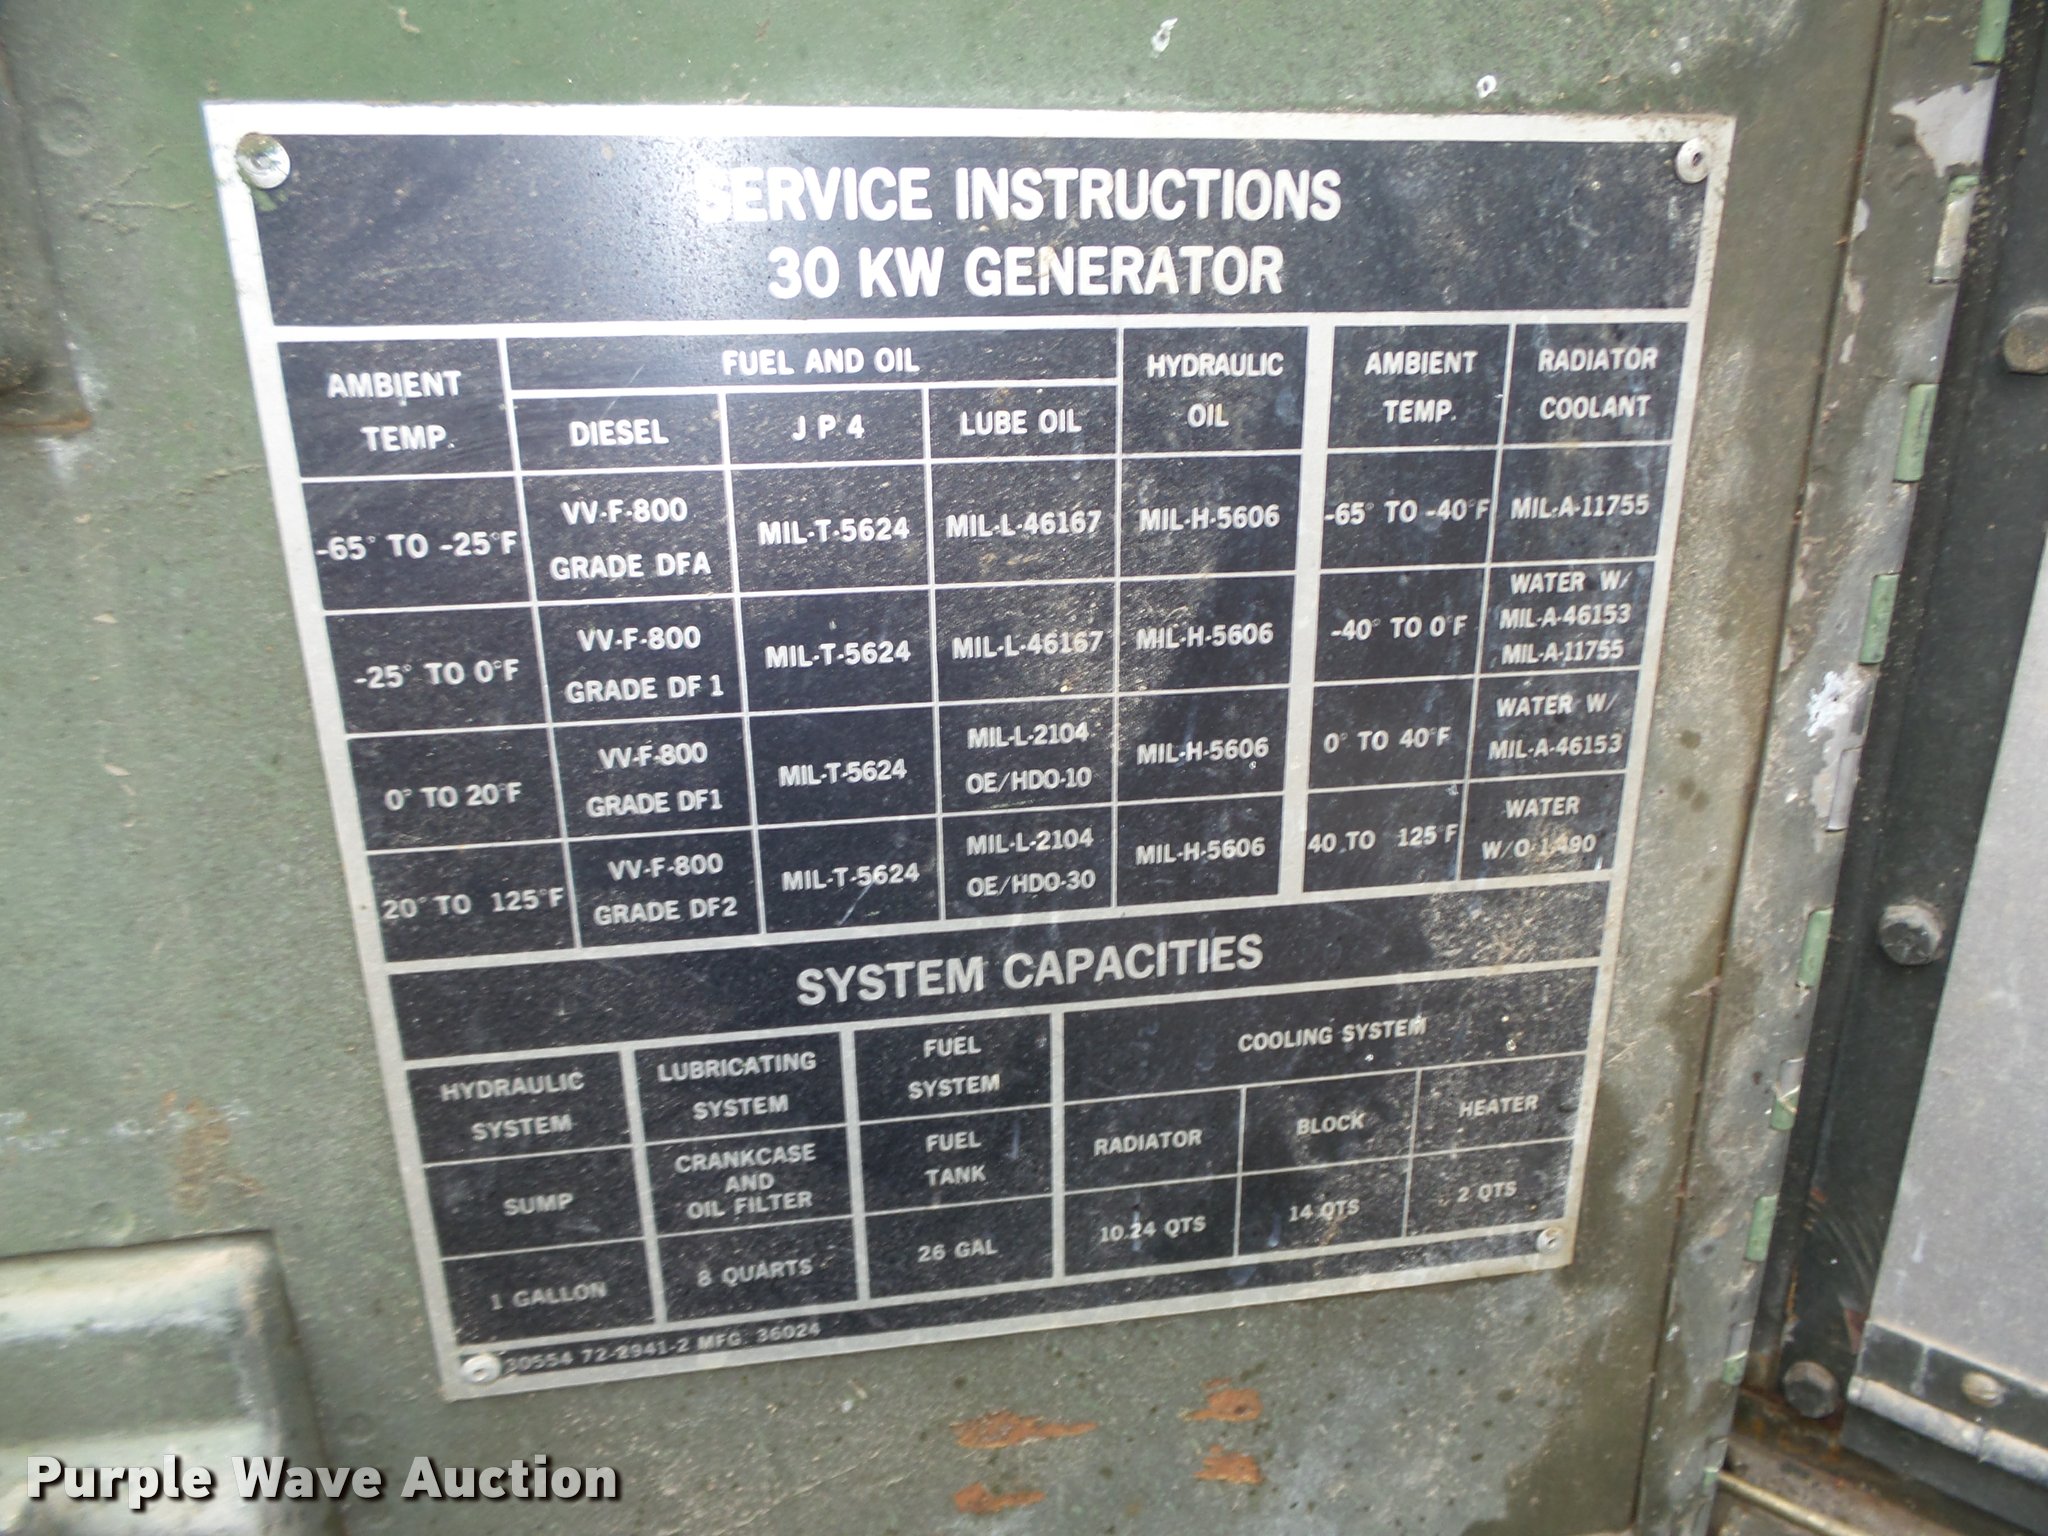 SERVICE INSTRUCTIONS
30 KW GENERATOR
AMBIENT
TEMP.
FUEL AND OIL
DIESEL
J P 4
LUBE OIL
HYDRAULIC
OIL
AMBIENT
TEMP.
RADIATOR
COOLANT
-65° TO -25°F
VV-F-800
GRADE DFA
MIL-T-5624
MIL-L-46167
MIL-H-5606
-65° TO -40°F
MIL-A-11755
-25° TO 0°F
VV-F-800
GRADE DF 1
MIL-T-5624
MIL-L-46167
MIL-H-5606
-40° TO 0°F
WATER W/
MIL-A-46153
MIL-A-11755
0° TO 20°F
VV-F-800
GRADE DF1
MIL-T-5624
MIL-L-2104
OE/HDO-10
MIL-H-5606
0° TO 40°F
WATER W/
MIL-A-46153
20° TO 125°F
VV-F-800
GRADE DF2
MIL-T-5624
MIL-L-2104
OE/HDO-30
MIL-H-5606
40 TO 125°F
WATER
W/O-1-490
SYSTEM CAPACITIES
HYDRAULIC
SYSTEM
LUBRICATING
SYSTEM
FUEL
SYSTEM
COOLING SYSTEM
SUMP
CRANKCASE
AND
OIL FILTER
FUEL
TANK
RADIATOR
BLOCK
HEATER
1 GALLON
8 QUARTS
26 GAL
10.24 QTS
14 QTS
2 QTS
30554 72-2941-2 MFG 36024
Purple Wave Auction